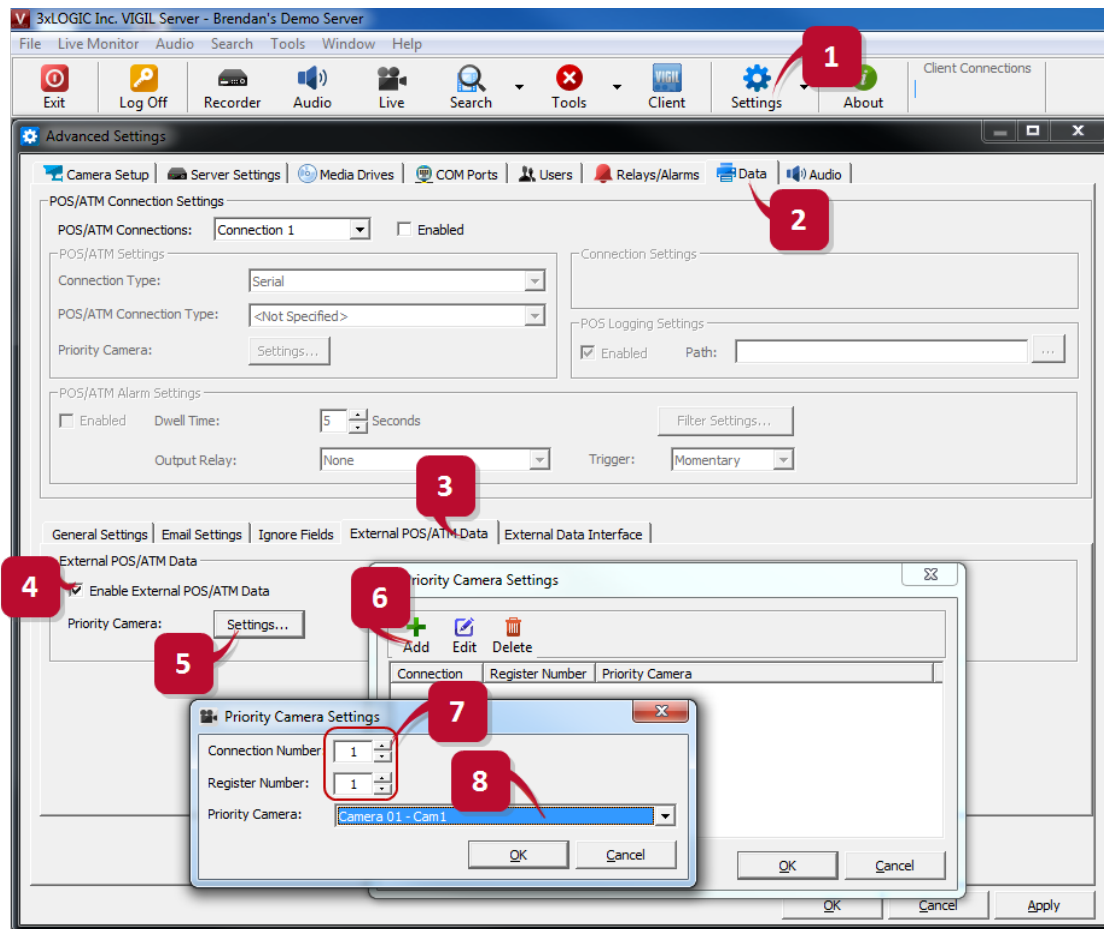 3xLOGIC Inc. VIGIL Server - Brendan's Demo Server
File Live Monitor Audio Search Tools Window Help
Exit Log Off Recorder Audio Live Search Tools Client Settings About
VIGIL
Client Connections
1
Advanced Settings
Camera Setup Server Settings Media Drives COM Ports Users Relays/Alarms Data Audio
2
POS/ATM Connection Settings
POS/ATM Connections: Connection 1 Enabled
POS/ATM Settings
Connection Type: Serial
POS/ATM Connection Type: <Not Specified>
Priority Camera: Settings...
Connection Settings
POS Logging Settings
Enabled Path: ...
POS/ATM Alarm Settings
Enabled Dwell Time: 5 Seconds Filter Settings...
Output Relay: None Trigger: Momentary
3
General Settings Email Settings Ignore Fields External POS/ATM Data External Data Interface
External POS/ATM Data
4
Enable External POS/ATM Data
Priority Camera: Settings...
5
Priority Camera Settings
6
Add Edit Delete
Connection Register Number Priority Camera
Priority Camera Settings
7
Connection Number 1
Register Number: 1
8
Priority Camera: Camera 01 - Cam1
OK Cancel
OK Cancel
OK Cancel Apply